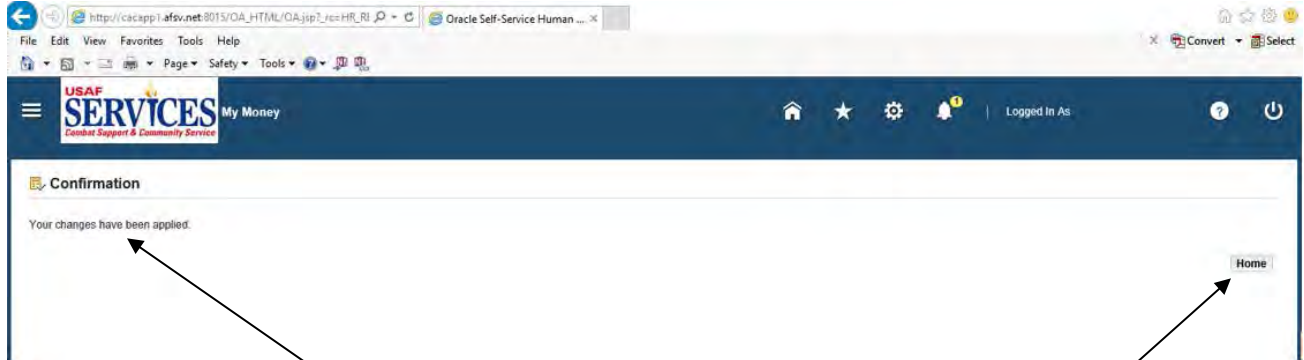 http://cacapp1.afsv.net:8015/OA_HTML/OA.jsp?_rc=HR_RI
Oracle Self-Service Human .... ×
File Edit View Favorites Tools Help
× Convert Select
Page Safety Tools
USAF
SERVICES
Combat Support & Community Service
My Money
1
| Logged In As
?
Confirmation
Your changes have been applied.
Home